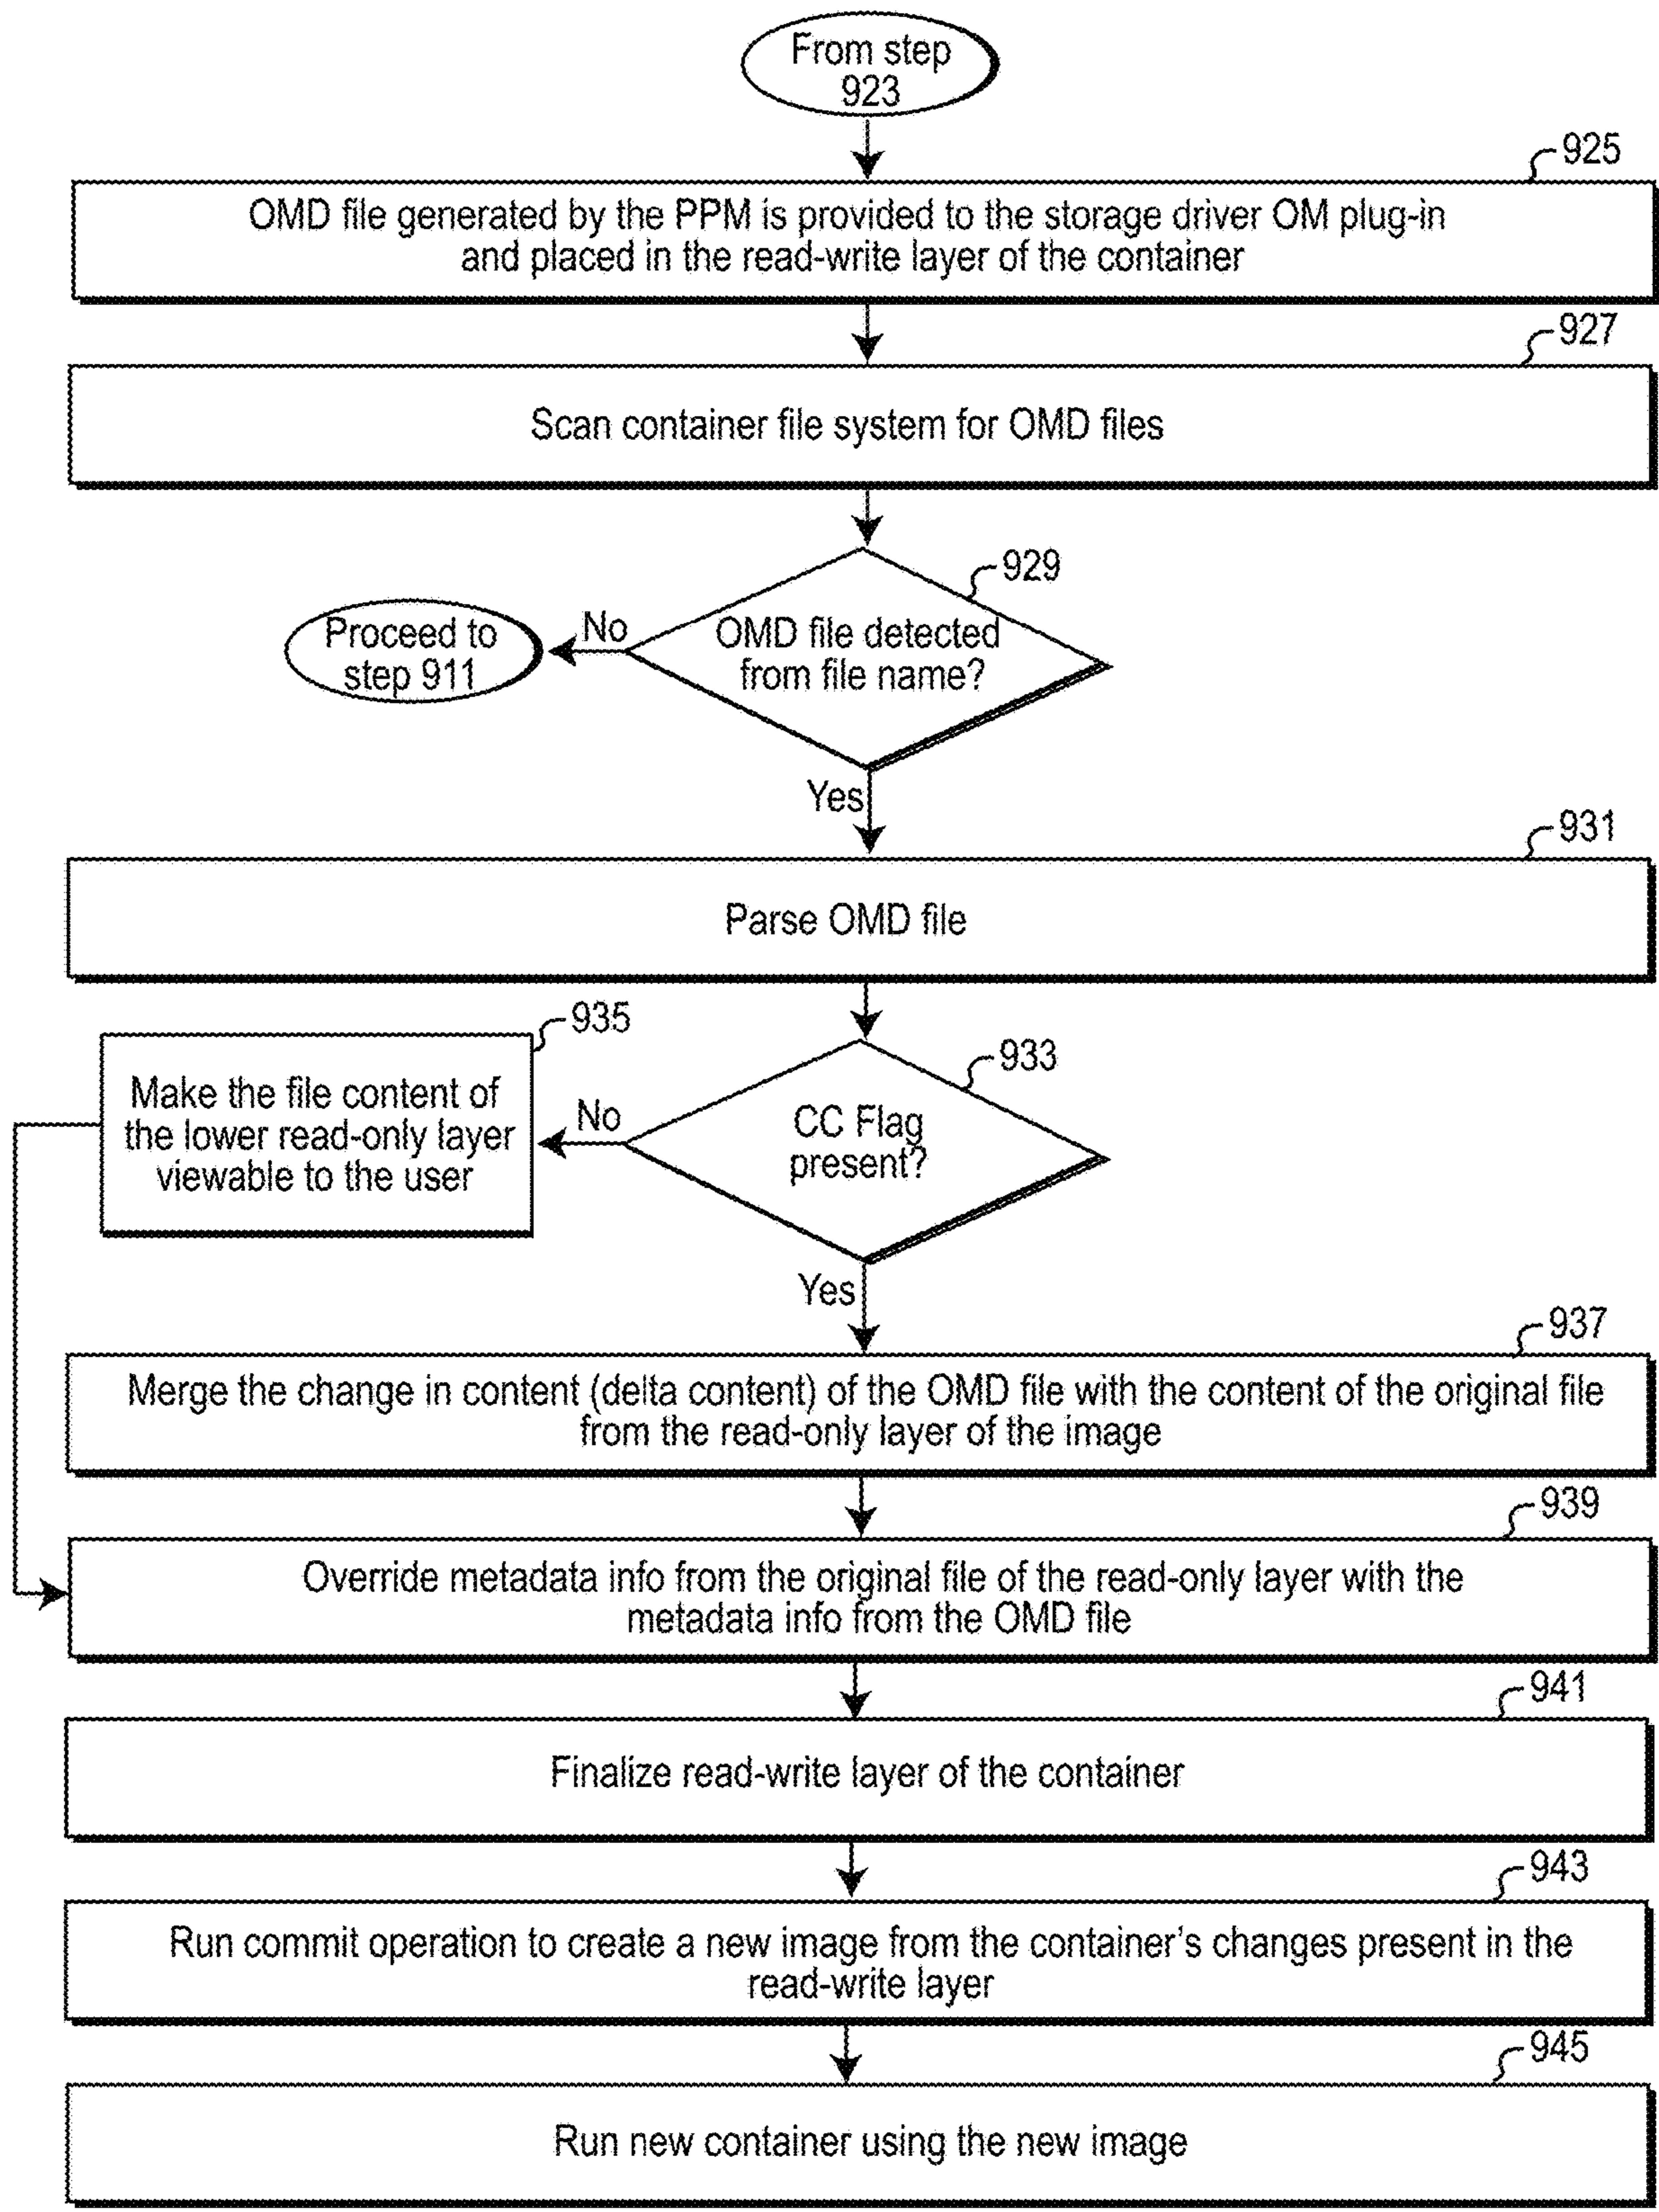 From step
923
925
OMD file generated by the PPM is provided to the storage driver OM plug-in
and placed in the read-write layer of the container
927
Scan container file system for OMD files
929
OMD file detected
from file name?
No
Proceed to
step 911
Yes
931
Parse OMD file
935
Make the file content of
the lower read-only layer
viewable to the user
933
CC Flag
present?
No
Yes
937
Merge the change in content (delta content) of the OMD file with the content of the original file
from the read-only layer of the image
939
Override metadata info from the original file of the read-only layer with the
metadata info from the OMD file
941
Finalize read-write layer of the container
943
Run commit operation to create a new image from the container's changes present in the
read-write layer
945
Run new container using the new image